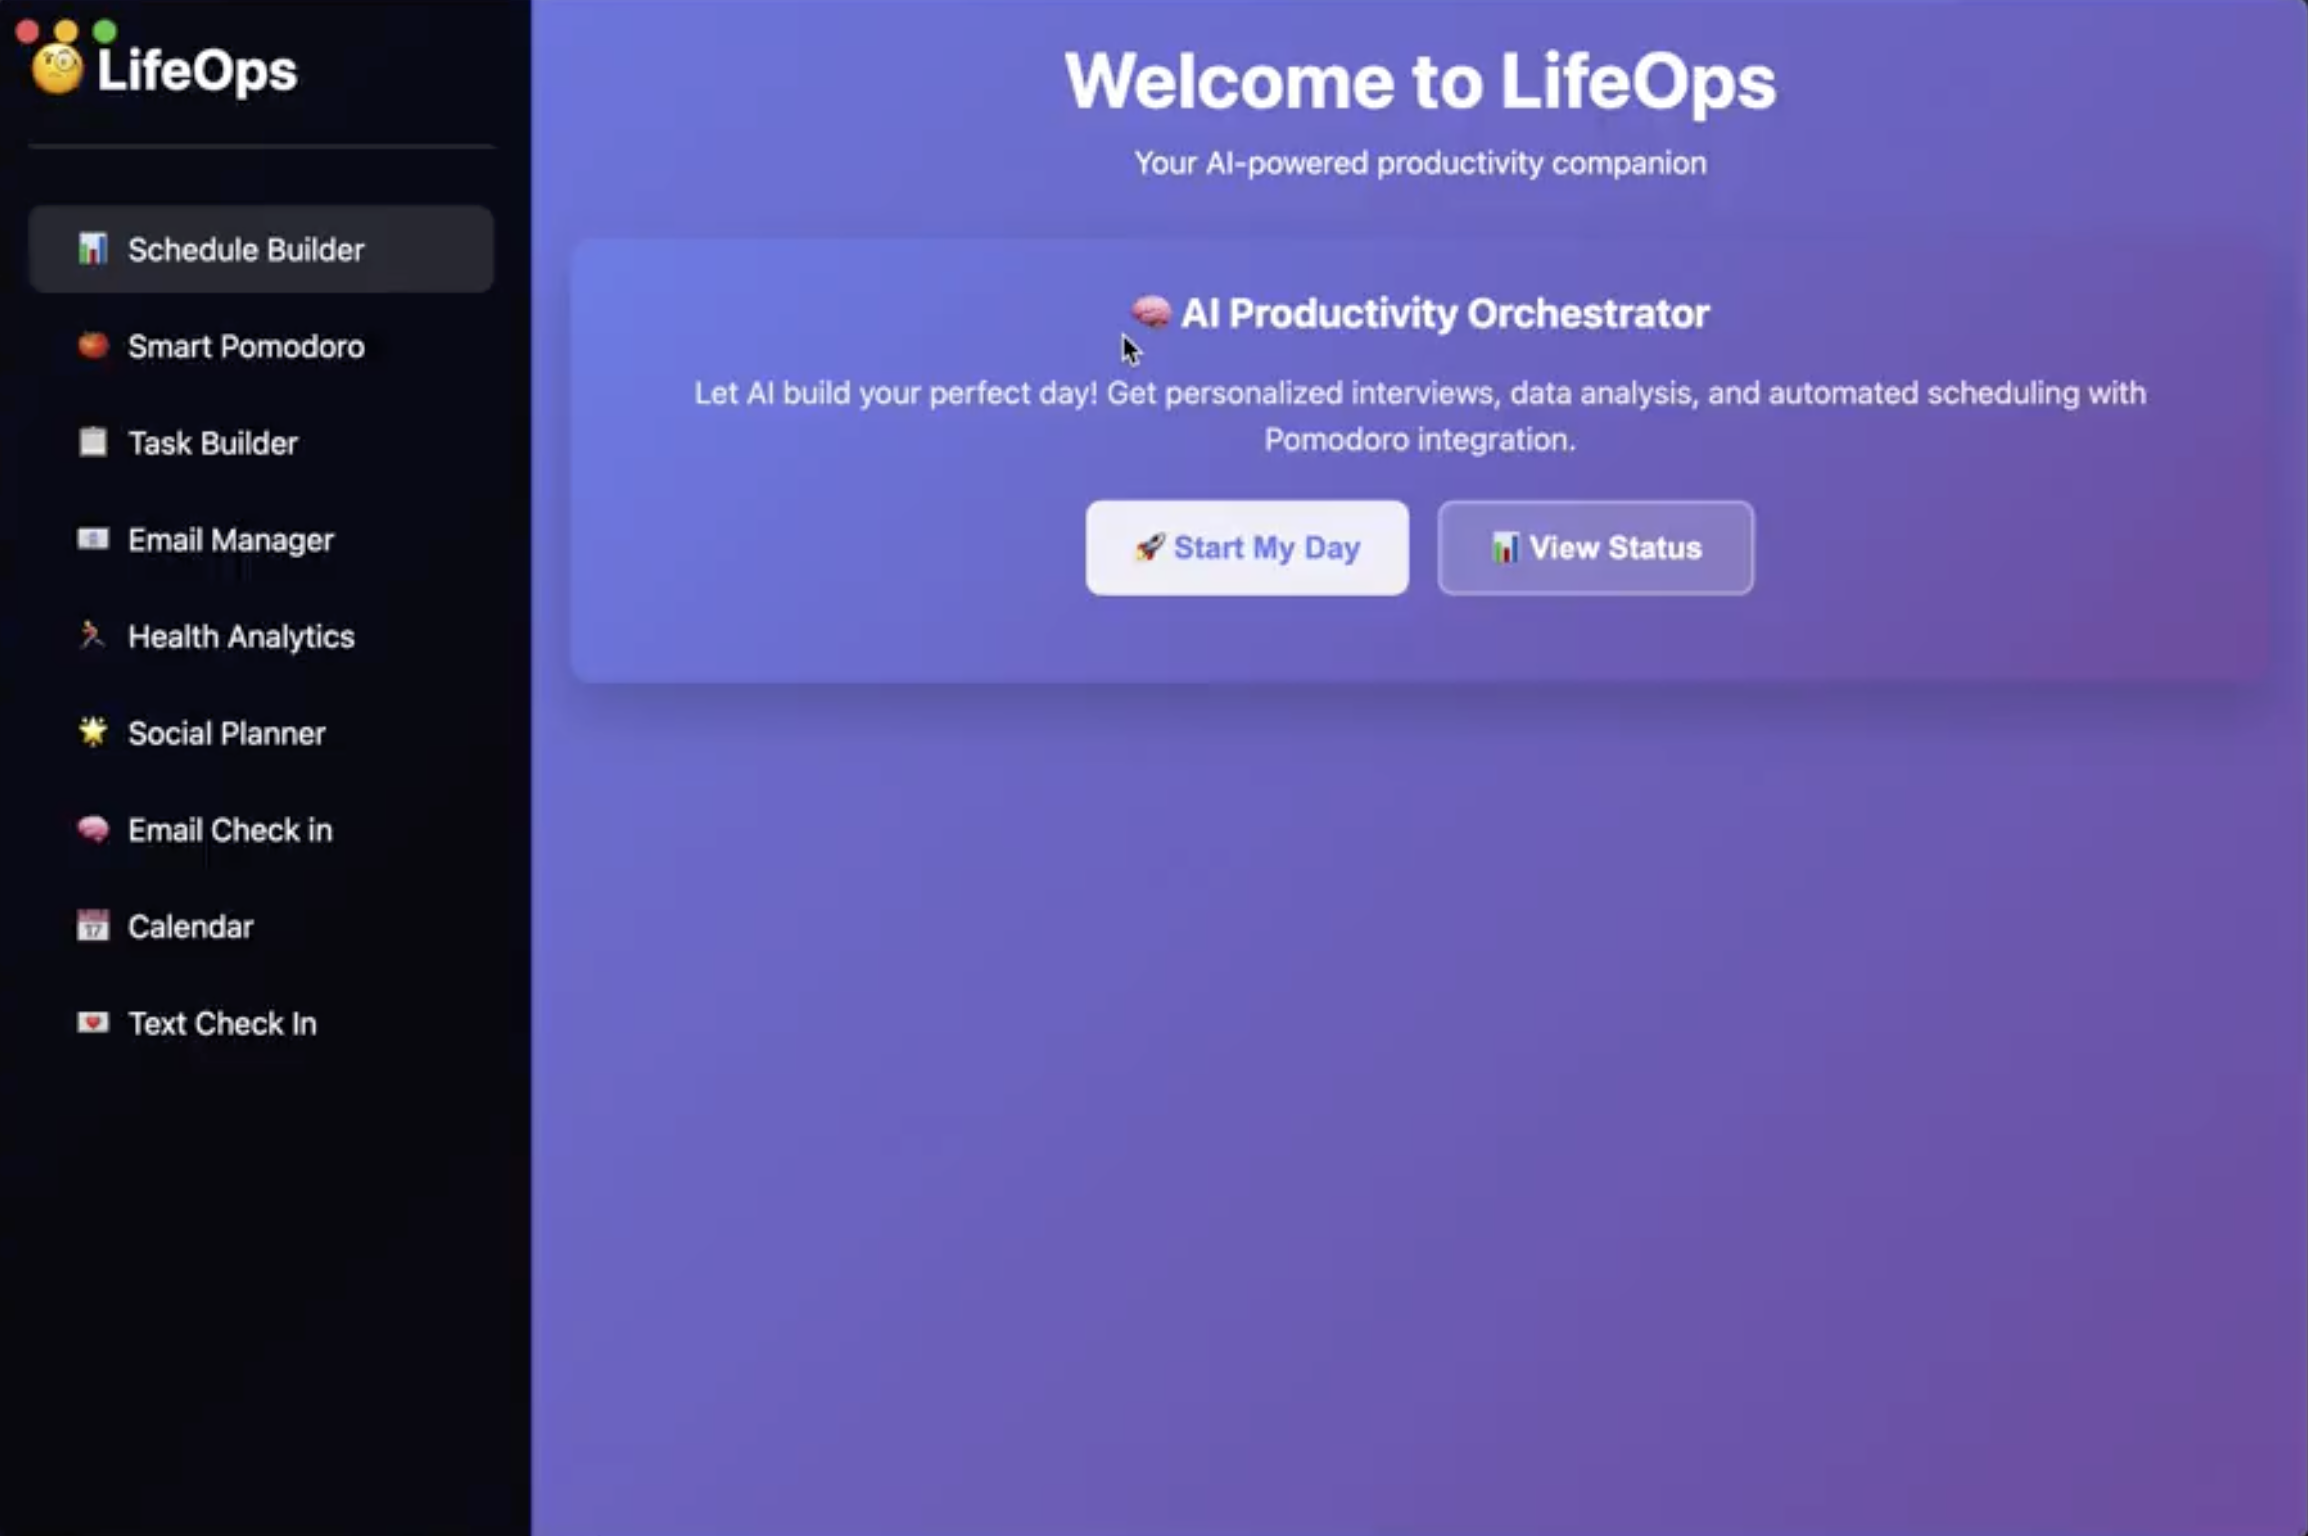 LifeOps
Schedule Builder
Smart Pomodoro
Task Builder
Email Manager
Health Analytics
Social Planner
Email Check in
17
Calendar
Text Check In
Welcome to LifeOps
Your AI-powered productivity companion
AI Productivity Orchestrator
Let AI build your perfect day! Get personalized interviews, data analysis, and automated scheduling with
Pomodoro integration.
Start My Day
View Status